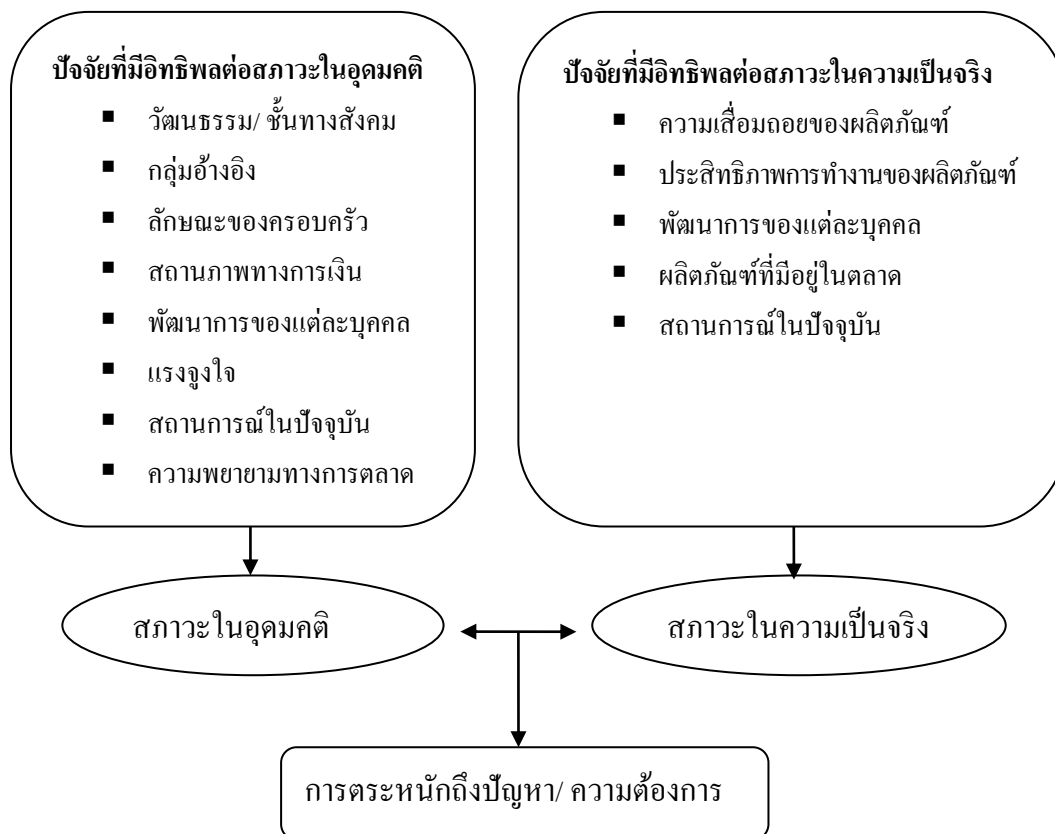 ปัจจัยที่มีอิทธิพลต่อสภาวะในอุดมคติ
▪ วัฒนธรรม/ ชั้นทางสังคม
▪ กลุ่มอ้างอิง
▪ ลักษณะของครอบครัว
▪ สถานภาพทางการเงิน
▪ พัฒนาการของแต่ละบุคคล
▪ แรงจูงใจ
▪ สถานการณ์ในปัจจุบัน
▪ ความพยายามทางการตลาด
ปัจจัยที่มีอิทธิพลต่อสภาวะในความเป็นจริง
▪ ความเสื่อมถอยของผลิตภัณฑ์
▪ ประสิทธิภาพการทำงานของผลิตภัณฑ์
▪ พัฒนาการของแต่ละบุคคล
▪ ผลิตภัณฑ์ที่มีอยู่ในตลาด
▪ สถานการณ์ในปัจจุบัน
สภาวะในอุดมคติ
สภาวะในความเป็นจริง
การตระหนักถึงปัญหา/ ความต้องการ